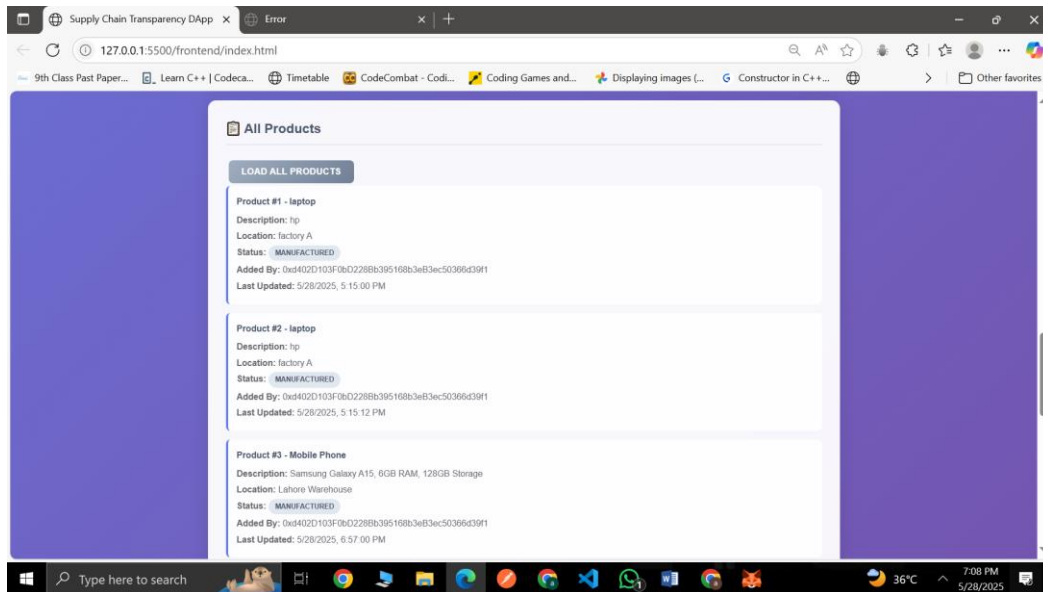 Supply Chain Transparency DApp
Error
127.0.0.1:5500/frontend/index.html
9th Class Past Paper...
Learn C++ | Codeca...
Timetable
CodeCombat - Codi...
Coding Games and...
Displaying images (...
Constructor in C++...
Other favorites
All Products
LOAD ALL PRODUCTS
Product #1 - laptop
Description: hp
Location: factory A
Status: MANUFACTURED
Added By: 0xd402D103F0bD228Bb395168b3eB3ec50366d39f1
Last Updated: 5/28/2025, 5:15:00 PM
Product #2 - laptop
Description: hp
Location: factory A
Status: MANUFACTURED
Added By: 0xd402D103F0bD228Bb395168b3eB3ec50366d39f1
Last Updated: 5/28/2025, 5:15:12 PM
Product #3 - Mobile Phone
Description: Samsung Galaxy A15, 6GB RAM, 128GB Storage
Location: Lahore Warehouse
Status: MANUFACTURED
Added By: 0xd402D103F0bD228Bb395168b3eB3ec50366d39f1
Last Updated: 5/28/2025, 6:57:00 PM
Type here to search
36°C
7:08 PM
5/28/2025